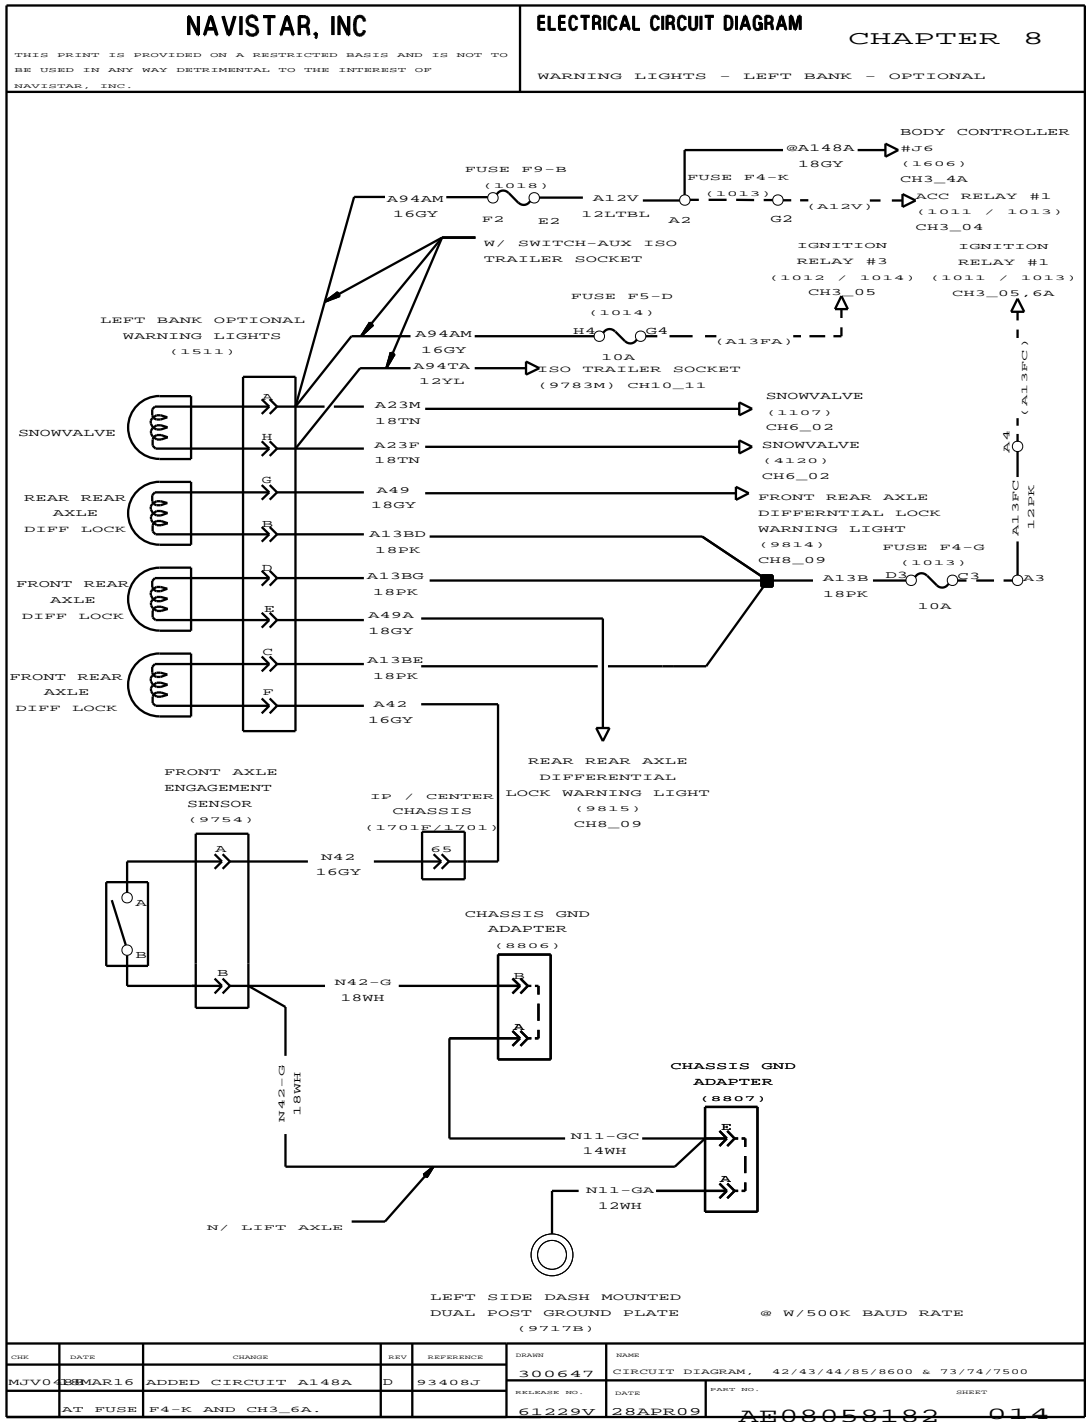 NAVISTAR, INC
THIS PRINT IS PROVIDED ON A RESTRICTED BASIS AND IS NOT TO
BE USED IN ANY WAY DETRIMENTAL TO THE INTEREST OF
NAVISTAR, INC.
ELECTRICAL CIRCUIT DIAGRAM
CHAPTER 8
WARNING LIGHTS - LEFT BANK - OPTIONAL
BODY CONTROLLER
#J6
(1606)
CH3_4A
@A148A
18GY
FUSE F9-B
(1018)
FUSE F4-K
(1013)
A94AM
16GY
F2
E2
A12V
12LTBL
A2
G2
(A12V)
ACC RELAY #1
(1011 / 1013)
CH3_04
W/ SWITCH-AUX ISO
TRAILER SOCKET
IGNITION
RELAY #3
(1012 / 1014)
CH3_05
IGNITION
RELAY #1
(1011 / 1013)
CH3_05,6A
FUSE F5-D
(1014)
LEFT BANK OPTIONAL
WARNING LIGHTS
(1511)
A94AM
16GY
H4
G4
10A
(A13FA)
A94TA
12YL
ISO TRAILER SOCKET
(9783M) CH10_11
(A13FC)
SNOWVALVE
A
H
A23M
18TN
SNOWVALVE
(1107)
CH6_02
A23F
18TN
SNOWVALVE
(4120)
CH6_02
A4
REAR REAR
AXLE
DIFF LOCK
G
B
A49
18GY
FRONT REAR AXLE
DIFFERNTIAL LOCK
WARNING LIGHT
(9814)
CH8_09
A13FC
12PK
A13BD
18PK
FUSE F4-G
(1013)
FRONT REAR
AXLE
DIFF LOCK
D
E
A13BG
18PK
A13B
18PK
D3
C3
A3
10A
A49A
18GY
FRONT REAR
AXLE
DIFF LOCK
C
F
A13BE
18PK
A42
16GY
REAR REAR AXLE
DIFFERENTIAL
LOCK WARNING LIGHT
(9815)
CH8_09
FRONT AXLE
ENGAGEMENT
SENSOR
(9754)
IP / CENTER
CHASSIS
(1701F/1701)
A
N42
16GY
65
A
B
CHASSIS GND
ADAPTER
(8806)
B
N42-G
18WH
B
A
N42-G
18WH
CHASSIS GND
ADAPTER
(8807)
E
A
N11-GC
14WH
N11-GA
12WH
N/ LIFT AXLE
LEFT SIDE DASH MOUNTED
DUAL POST GROUND PLATE
(9717B)
@ W/500K BAUD RATE
CHK
DATE
CHANGE
REV
REFERENCE
ADDED CIRCUIT A148A
D
93408J
AT FUSE F4-K AND CH3_6A.
DRAWN
300647
NAME
CIRCUIT DIAGRAM, 42/43/44/85/8600 & 73/74/7500
RELEASE NO.
61229V
DATE
28APR09
PART NO.
AE08058182
SHEET
014